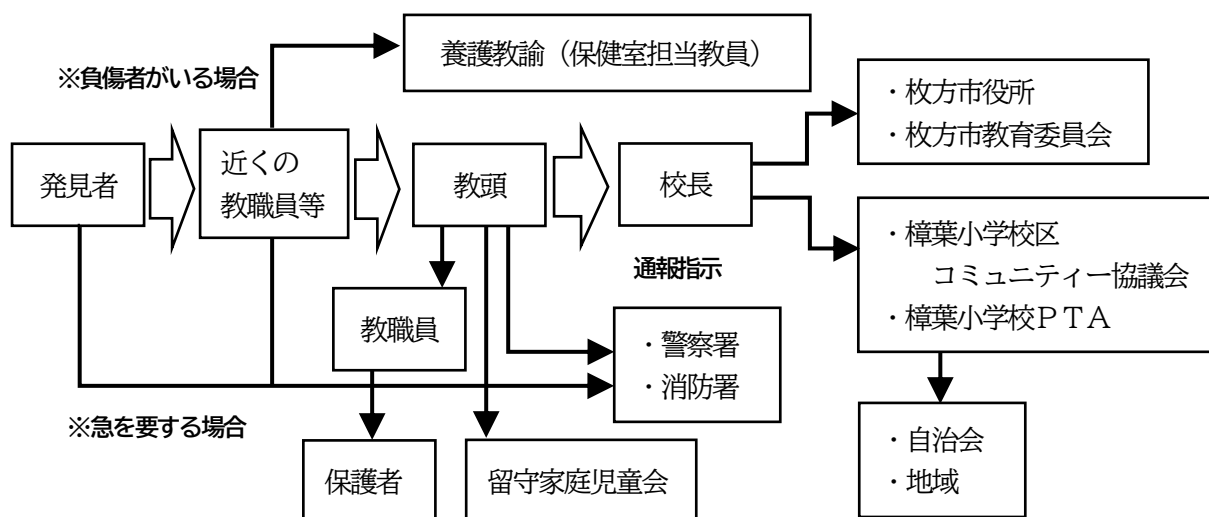 養護教諭（保健室担当教員）
※負傷者がいる場合
・枚方市役所
・枚方市教育委員会
発見者
近くの
教職員等
教頭
校長
・樟葉小学校区
コミュニティー協議会
・樟葉小学校ＰＴＡ
通報指示
教職員
・警察署
・消防署
※急を要する場合
・自治会
・地域
保護者
留守家庭児童会